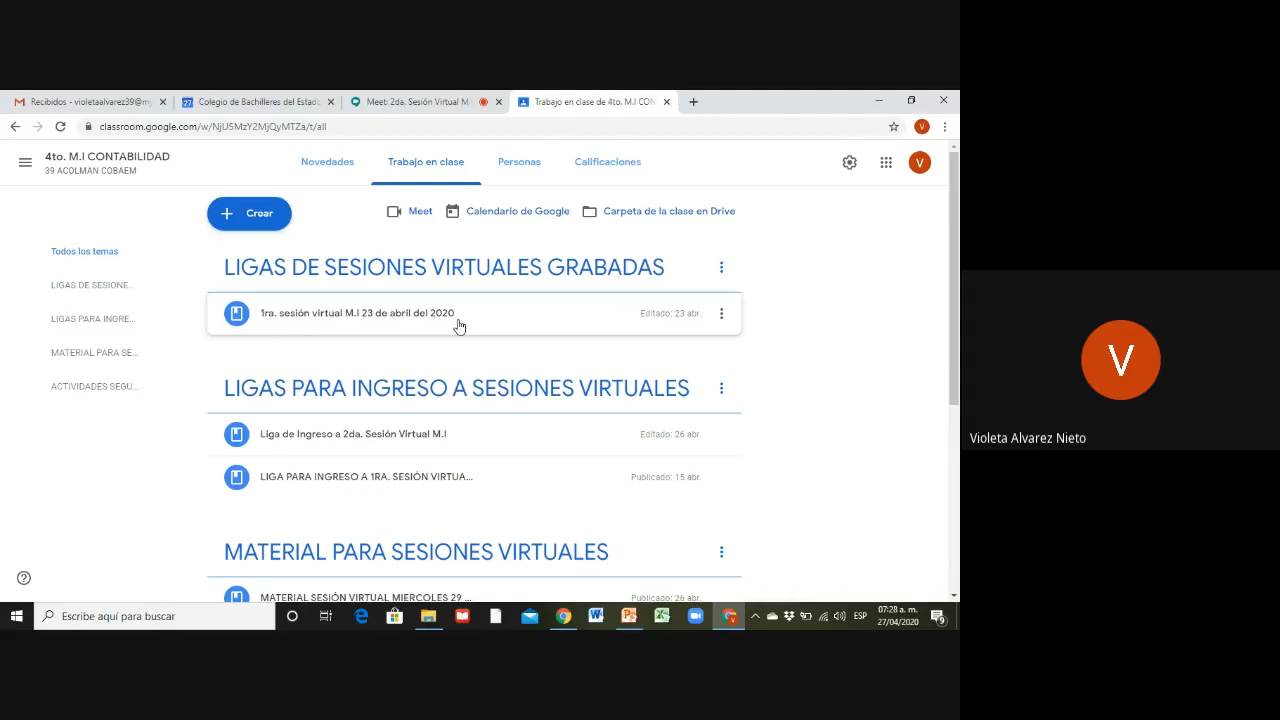 Recibidos - violetaalvarez39@my
Colegio de Bachilleres del Estado
Meet: 2da. Sesión Virtual M.
Trabajo en clase de 4to. M.I CON
classroom.google.com/w/NjU5MzY2MjQyMTZa/t/all
V
4to. M.I CONTABILIDAD
39 ACOLMAN COBAEM
Novedades
Trabajo en clase
Personas
Calificaciones
V
Crear
Meet
Calendario de Google
Carpeta de la clase en Drive
Todos los temas
LIGAS DE SESIONE...
LIGAS PARA INGRE...
MATERIAL PARA SE...
ACTIVIDADES SEGU...
LIGAS DE SESIONES VIRTUALES GRABADAS
1ra. sesión virtual M.I 23 de abril del 2020
Editado: 23 abr.
LIGAS PARA INGRESO A SESIONES VIRTUALES
Liga de Ingreso a 2da. Sesión Virtual M.I
Editado: 26 abr.
LIGA PARA INGRESO A 1RA. SESIÓN VIRTUA...
Publicado: 15 abr.
MATERIAL PARA SESIONES VIRTUALES
MATERIAL SESIÓN VIRTUAL MIERCOLES 29 ...
Publicado: 26 abr.
Escribe aquí para buscar
ESP
07:28 a. m.
27/04/2020
9
V
Violeta Alvarez Nieto